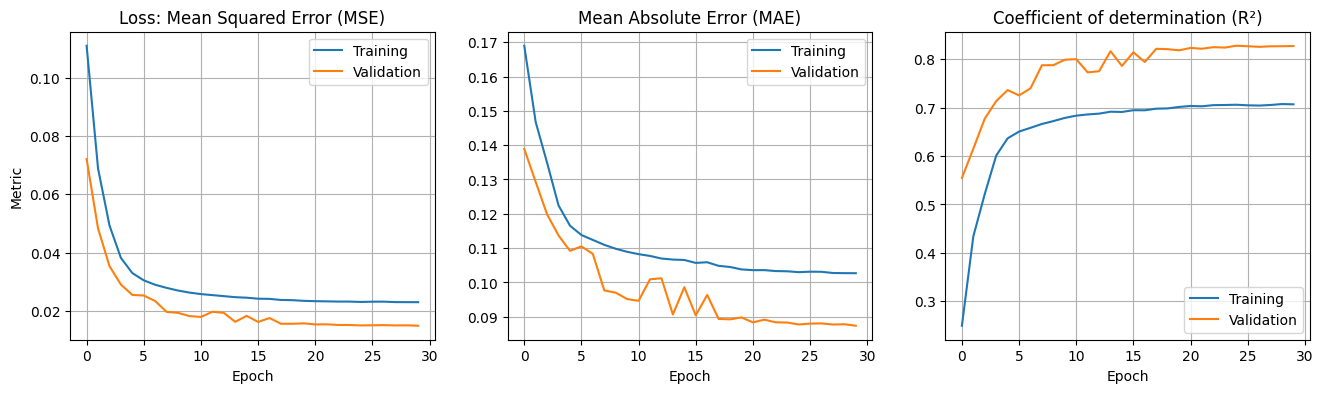 Loss: Mean Squared Error (MSE)
Metric
0.10
0.08
0.06
0.04
0.02
0 5 10 15 20 25 30
Epoch
Training
Validation
Mean Absolute Error (MAE)
0.17
0.16
0.15
0.14
0.13
0.12
0.11
0.10
0.09
0 5 10 15 20 25 30
Epoch
Training
Validation
Coefficient of determination (R²)
0.8
0.7
0.6
0.5
0.4
0.3
0 5 10 15 20 25 30
Epoch
Training
Validation